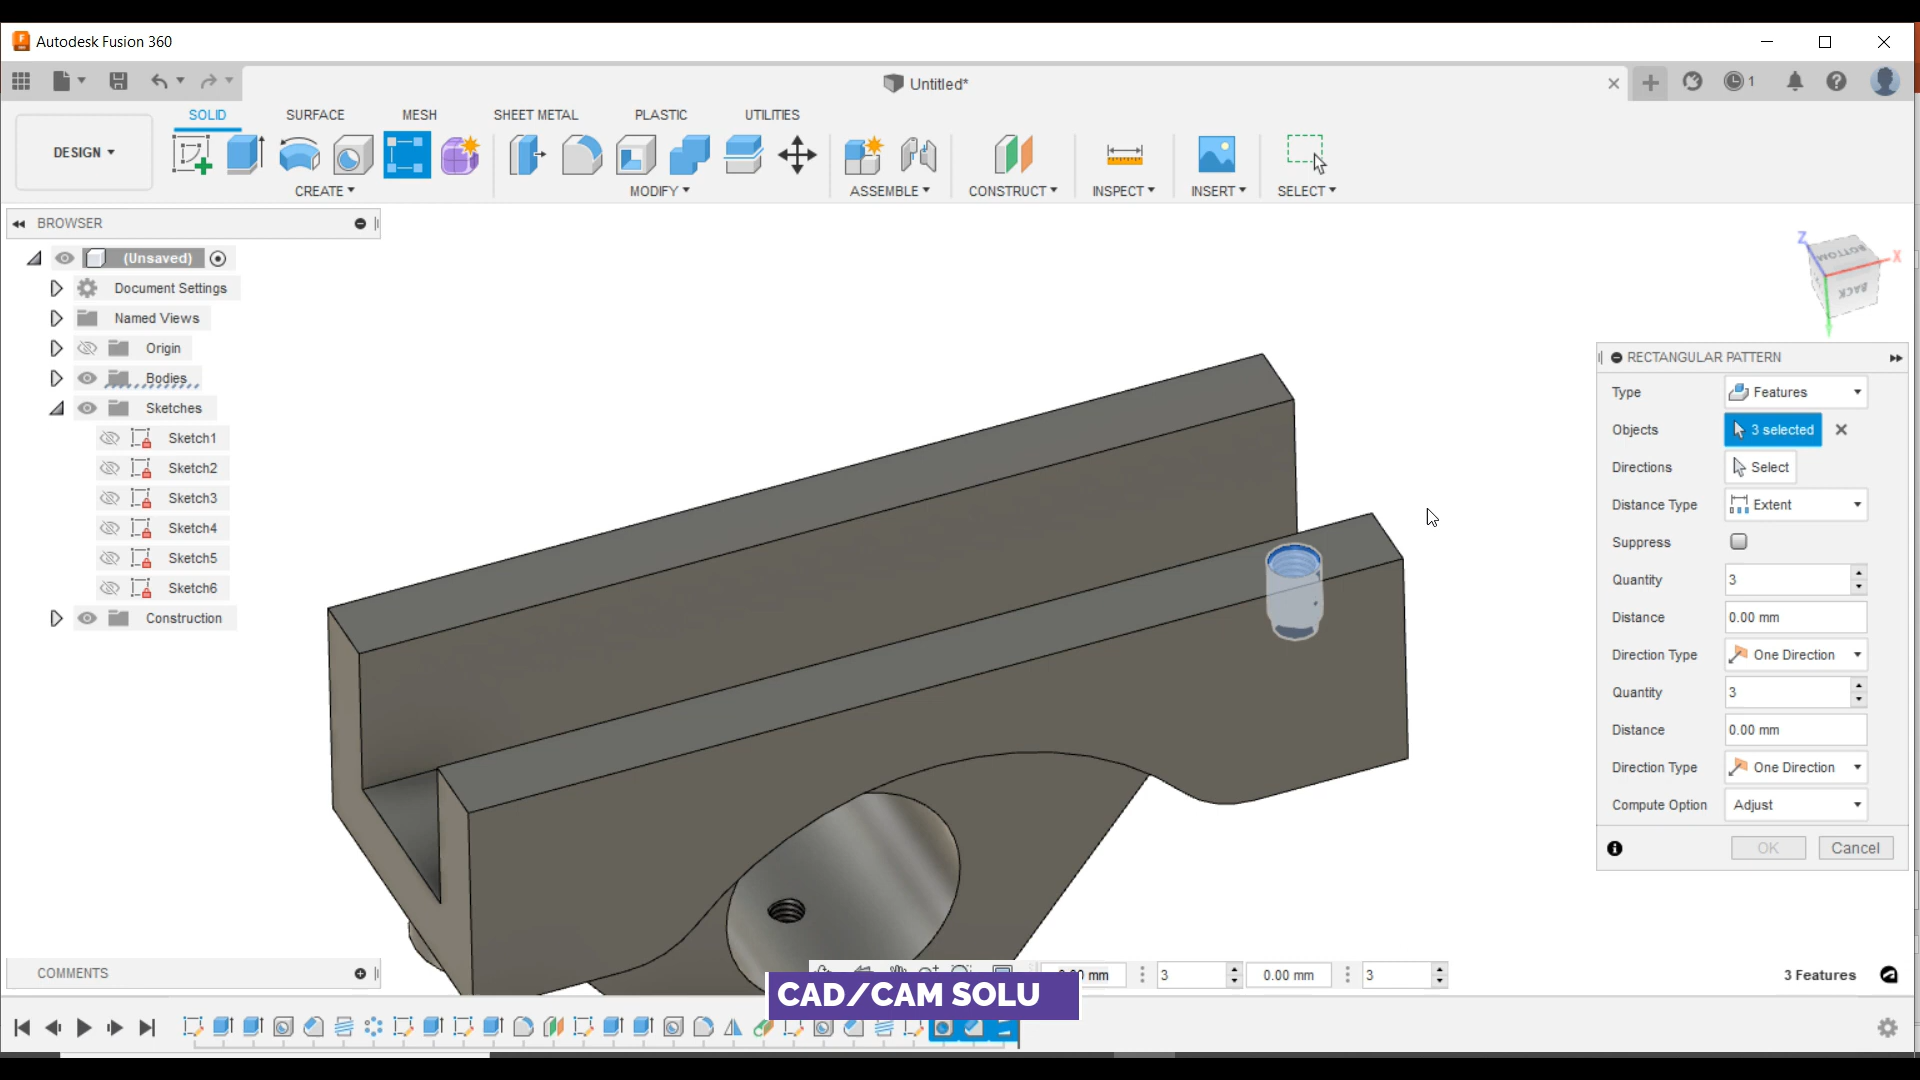 Autodesk Fusion 360
Untitled*
1
SOLID SURFACE MESH SHEET METAL PLASTIC UTILITIES
DESIGN
CREATE MODIFY ASSEMBLE CONSTRUCT INSPECT INSERT SELECT
BROWSER
(Unsaved)
Document Settings
Named Views
Origin
Bodies
Sketches
Sketch1
Sketch2
Sketch3
Sketch4
Sketch5
Sketch6
Construction
Z
X
BOTTOM
BACK
RECTANGULAR PATTERN
Type Features
Objects 3 selected
Directions Select
Distance Type Extent
Suppress
Quantity 3
Distance 0.00 mm
Direction Type One Direction
Quantity 3
Distance 0.00 mm
Direction Type One Direction
Compute Option Adjust
OK Cancel
COMMENTS
mm 3 0.00 mm 3
3 Features
CAD/CAM SOLU